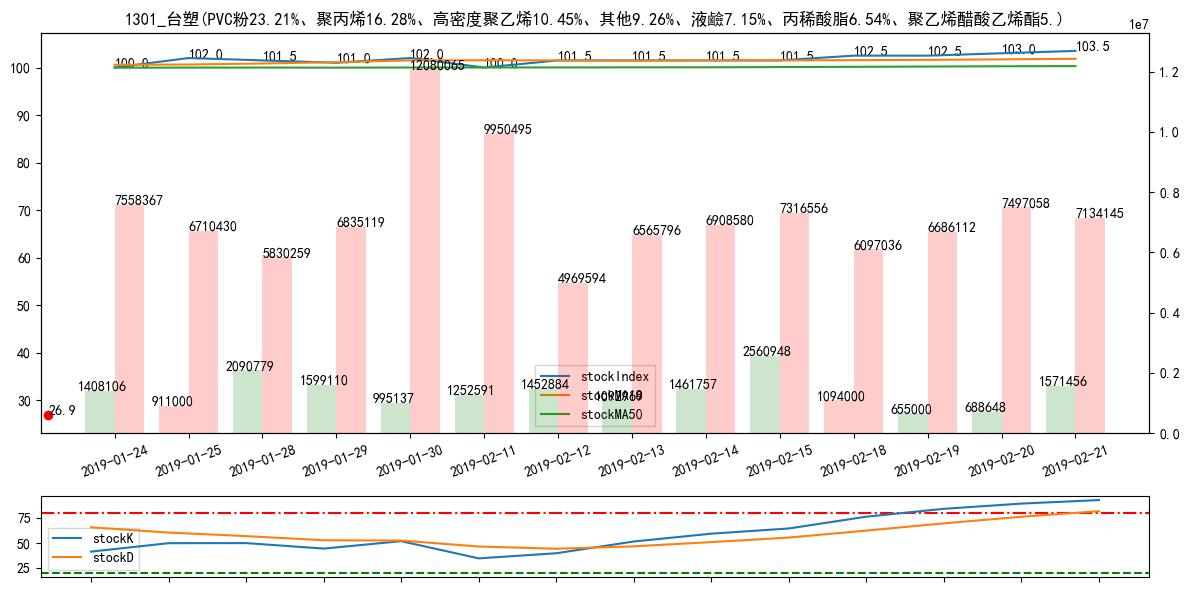 1301_台塑(PVC粉23.21%、聚丙烯16.28%、高密度聚乙烯10.45%、其他9.26%、液鹼7.15%、丙稀酸脂6.54%、聚乙烯醋酸乙烯酯5.)
1e7
100.0 102.0 101.5 101.0 102.0 100.0 101.5 101.5 101.5 101.5 102.5 102.5 103.0 103.5
100
90
80
70
60
50
40
30
1.2
1.0
0.8
0.6
0.4
0.2
0.0
7558367 6710430 5830259 6835119 12080065 9950495 4969594 6565796 6908580 7316556 6097036 6686112 7497058 7134145
1408106 911000 2090779 1599110 995137 1252591 1452884 1461757 2560948 1094000 655000 688648 1571456
26.9
stockIndex
stockMA50
2019-01-24 2019-01-25 2019-01-28 2019-01-29 2019-01-30 2019-02-11 2019-02-12 2019-02-13 2019-02-14 2019-02-15 2019-02-18 2019-02-19 2019-02-20 2019-02-21
75
50
25
stockK
stockD